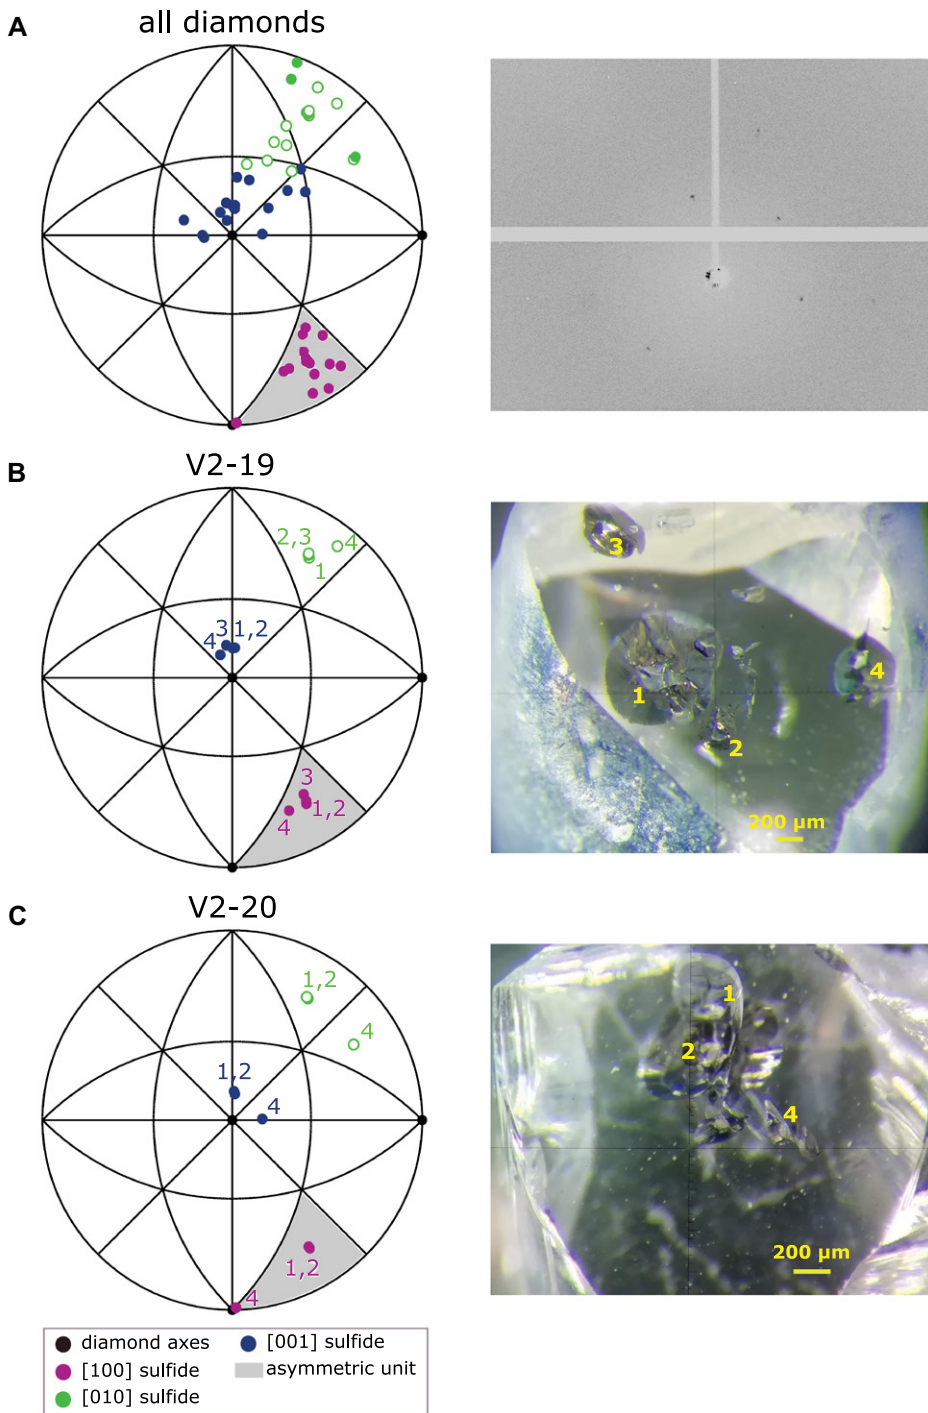 A
all diamonds
B
V2-19
2,3
4
1
3
1,2
4
3
1,2
4
3
1
4
2
200 µm
C
V2-20
1,2
4
1,2
4
1,2
4
1
2
4
200 µm
diamond axes
[001] sulfide
[100] sulfide
asymmetric unit
[010] sulfide